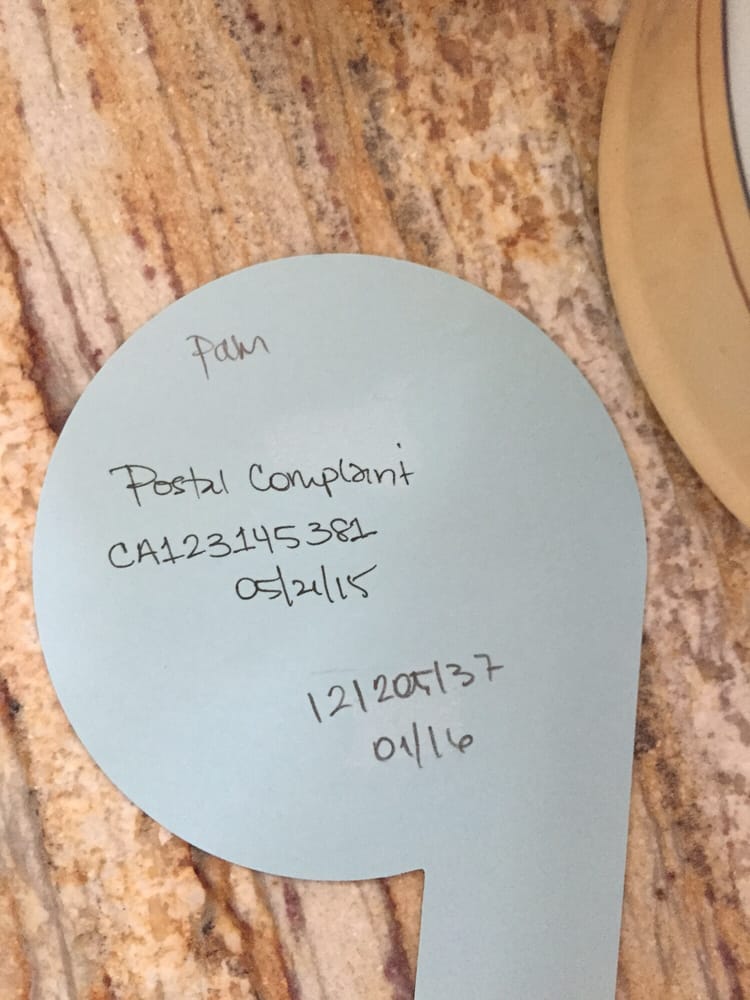 Pam
Postal Complaint
CA123145381
05/21/15
121205137
01/16